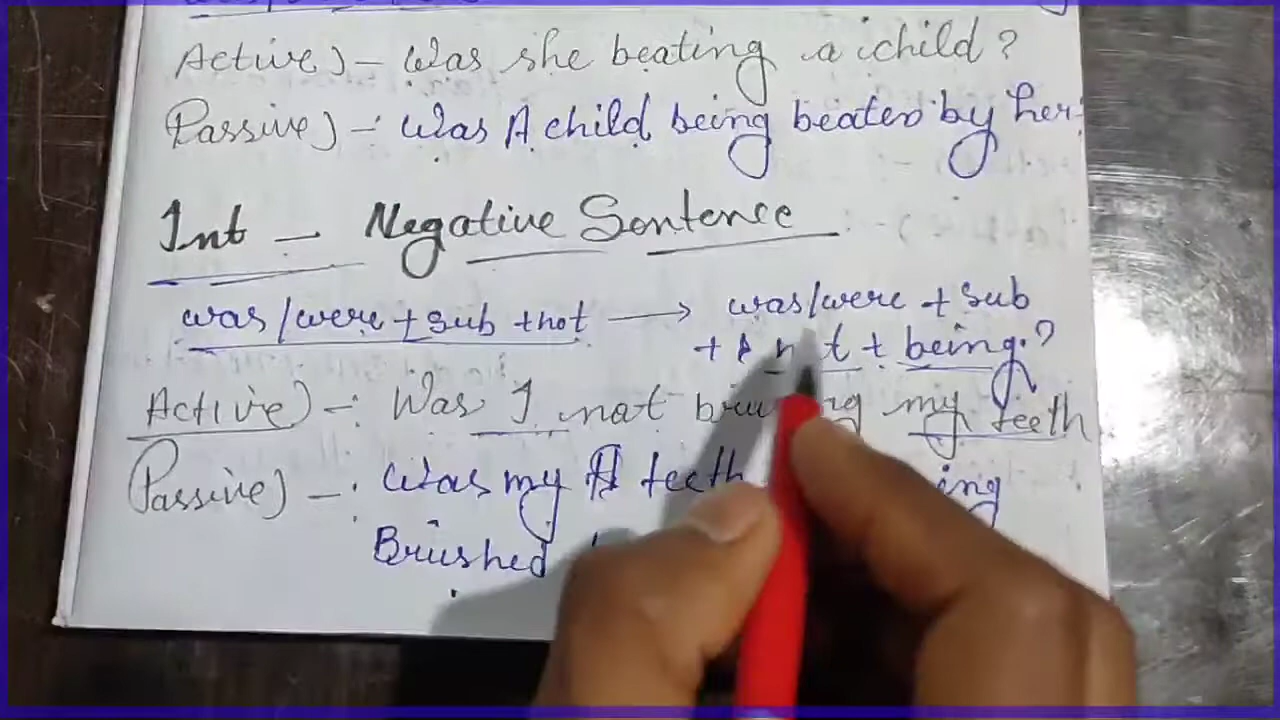 Active) - Was she beating a child?
Passive) - Was A child being beaten by her
Int - Negative Sentence
was/were + sub + not → was/were + sub
+ not + being.?
Active) - Was I not my teeth
Passive) - Was my teeth
Brushed